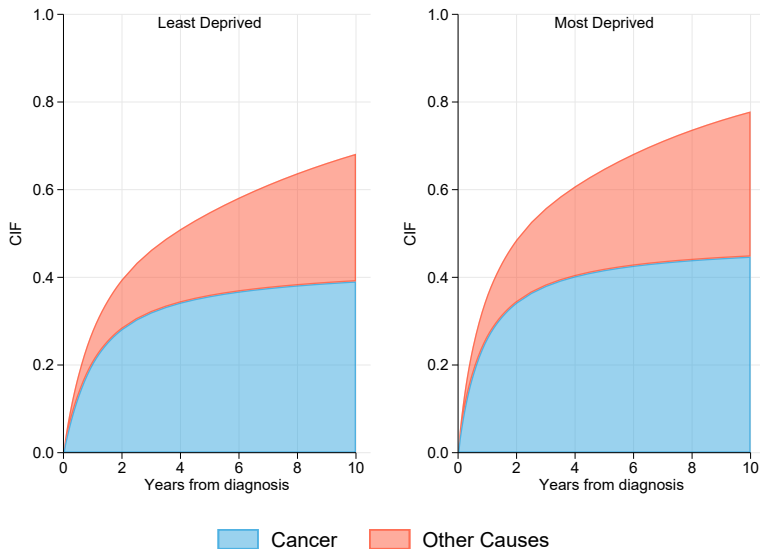 Least Deprived
1.0
0.8
0.6
0.4
0.2
0.0
CIF
0 2 4 6 8 10
Years from diagnosis
Most Deprived
1.0
0.8
0.6
0.4
0.2
0.0
CIF
0 2 4 6 8 10
Years from diagnosis
Cancer Other Causes